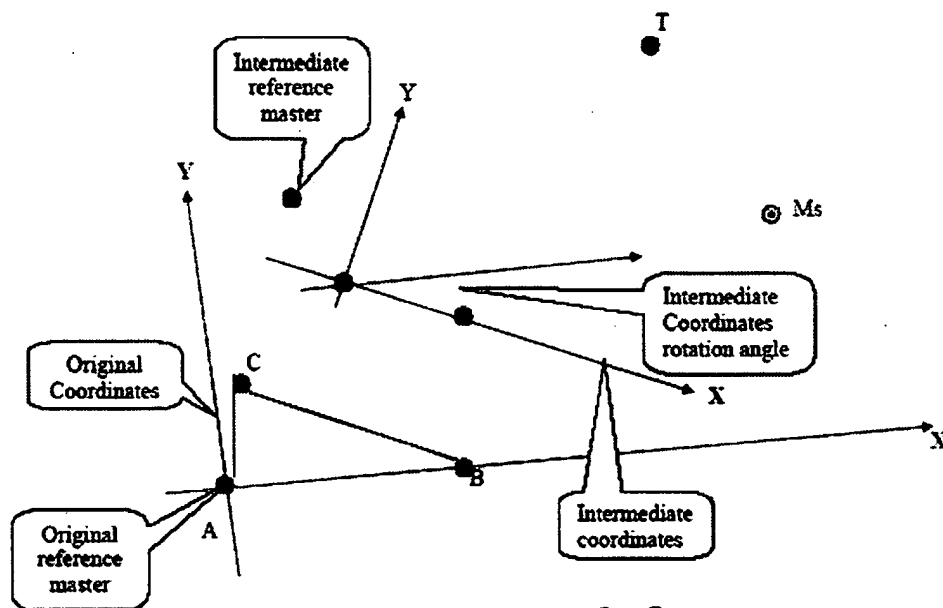 T
Intermediate
reference
master
Y
Y
Ms
Intermediate
Coordinates
rotation angle
Original
Coordinates
C
X
X
B
A
Intermediate
coordinates
Original
reference
master